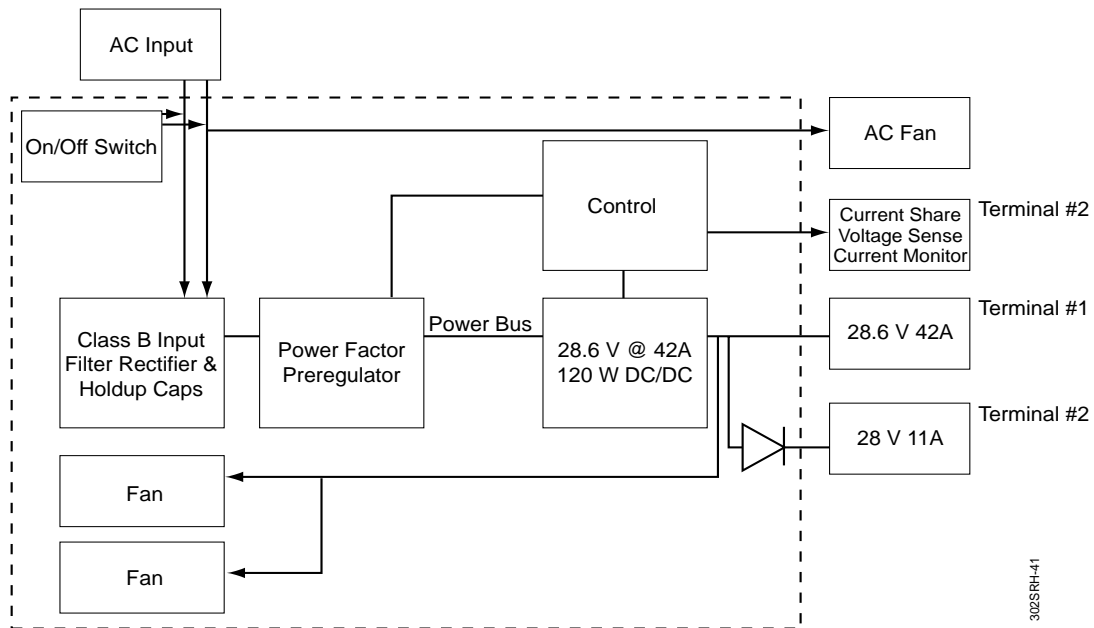 AC Input
On/Off Switch
AC Fan
Control
Current Share
Voltage Sense
Current Monitor
Terminal #2
Class B Input
Filter Rectifier &
Holdup Caps
Power Factor
Preregulator
Power Bus
28.6 V @ 42A
120 W DC/DC
28.6 V 42A
Terminal #1
28 V 11A
Terminal #2
Fan
Fan
302SRH-41